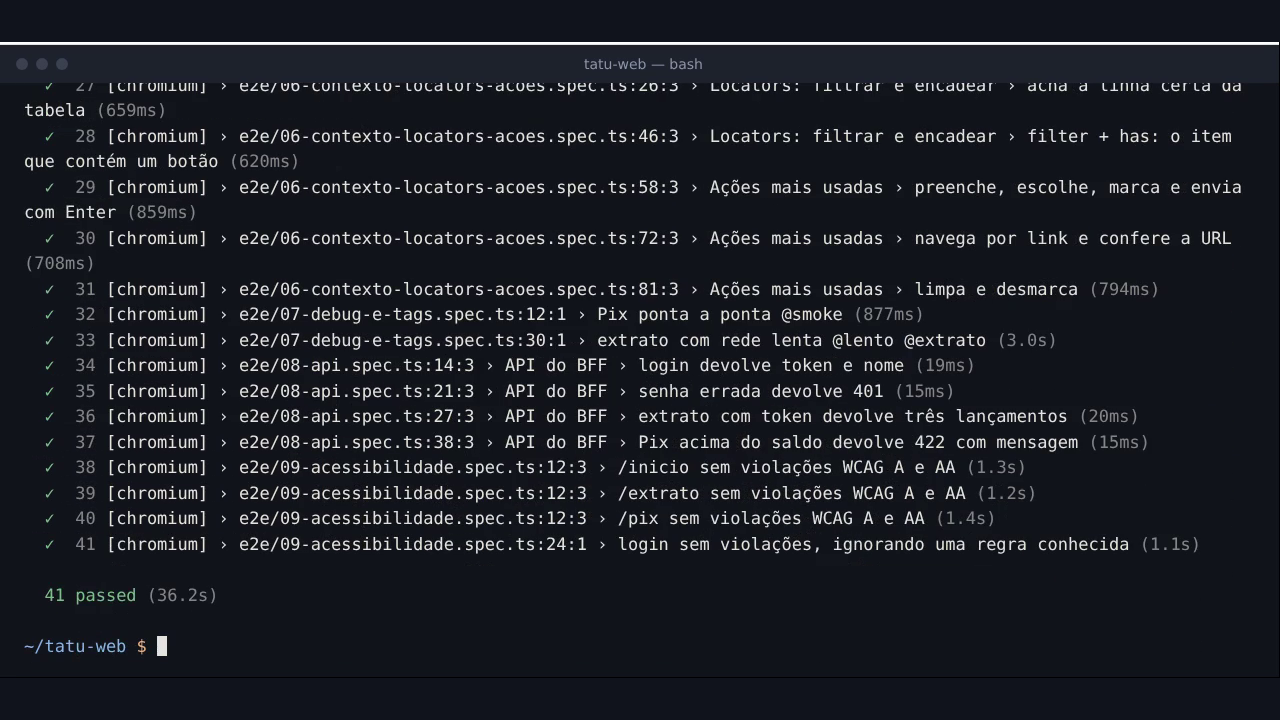 tatu-web — bash
✓ 27 [chromium] › e2e/06-contexto-locators-acoes.spec.ts:26:3 › Locators: filtrar e encadear › acha a linha certa da
tabela (659ms)
✓ 28 [chromium] › e2e/06-contexto-locators-acoes.spec.ts:46:3 › Locators: filtrar e encadear › filter + has: o item
que contém um botão (620ms)
✓ 29 [chromium] › e2e/06-contexto-locators-acoes.spec.ts:58:3 › Ações mais usadas › preenche, escolhe, marca e envia
com Enter (859ms)
✓ 30 [chromium] › e2e/06-contexto-locators-acoes.spec.ts:72:3 › Ações mais usadas › navega por link e confere a URL
(708ms)
✓ 31 [chromium] › e2e/06-contexto-locators-acoes.spec.ts:81:3 › Ações mais usadas › limpa e desmarca (794ms)
✓ 32 [chromium] › e2e/07-debug-e-tags.spec.ts:12:1 › Pix ponta a ponta @smoke (877ms)
✓ 33 [chromium] › e2e/07-debug-e-tags.spec.ts:30:1 › extrato com rede lenta @lento @extrato (3.0s)
✓ 34 [chromium] › e2e/08-api.spec.ts:14:3 › API do BFF › login devolve token e nome (19ms)
✓ 35 [chromium] › e2e/08-api.spec.ts:21:3 › API do BFF › senha errada devolve 401 (15ms)
✓ 36 [chromium] › e2e/08-api.spec.ts:27:3 › API do BFF › extrato com token devolve três lançamentos (20ms)
✓ 37 [chromium] › e2e/08-api.spec.ts:38:3 › API do BFF › Pix acima do saldo devolve 422 com mensagem (15ms)
✓ 38 [chromium] › e2e/09-acessibilidade.spec.ts:12:3 › /inicio sem violações WCAG A e AA (1.3s)
✓ 39 [chromium] › e2e/09-acessibilidade.spec.ts:12:3 › /extrato sem violações WCAG A e AA (1.2s)
✓ 40 [chromium] › e2e/09-acessibilidade.spec.ts:12:3 › /pix sem violações WCAG A e AA (1.4s)
✓ 41 [chromium] › e2e/09-acessibilidade.spec.ts:24:1 › login sem violações, ignorando uma regra conhecida (1.1s)
41 passed (36.2s)
~/tatu-web $